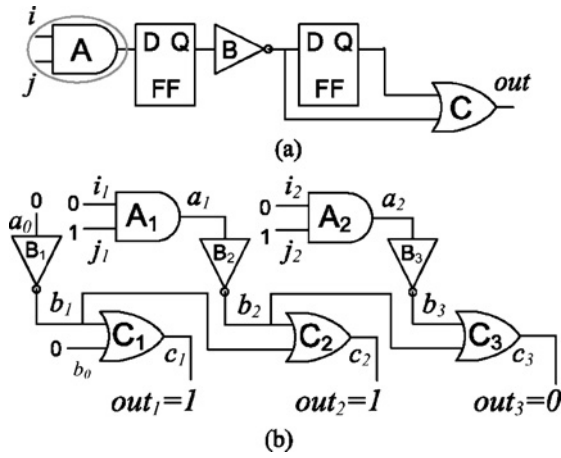 i
j
A
D Q
FF
B
D Q
FF
C
out
(a)
0
a0
B1
0 i1
1 j1
A1
a1
B2
0 i2
1 j2
A2
a2
B3
b1
0
b0
C1
c1
b2
C2
c2
b3
C3
c3
out1=1
out2=1
out3=0
(b)